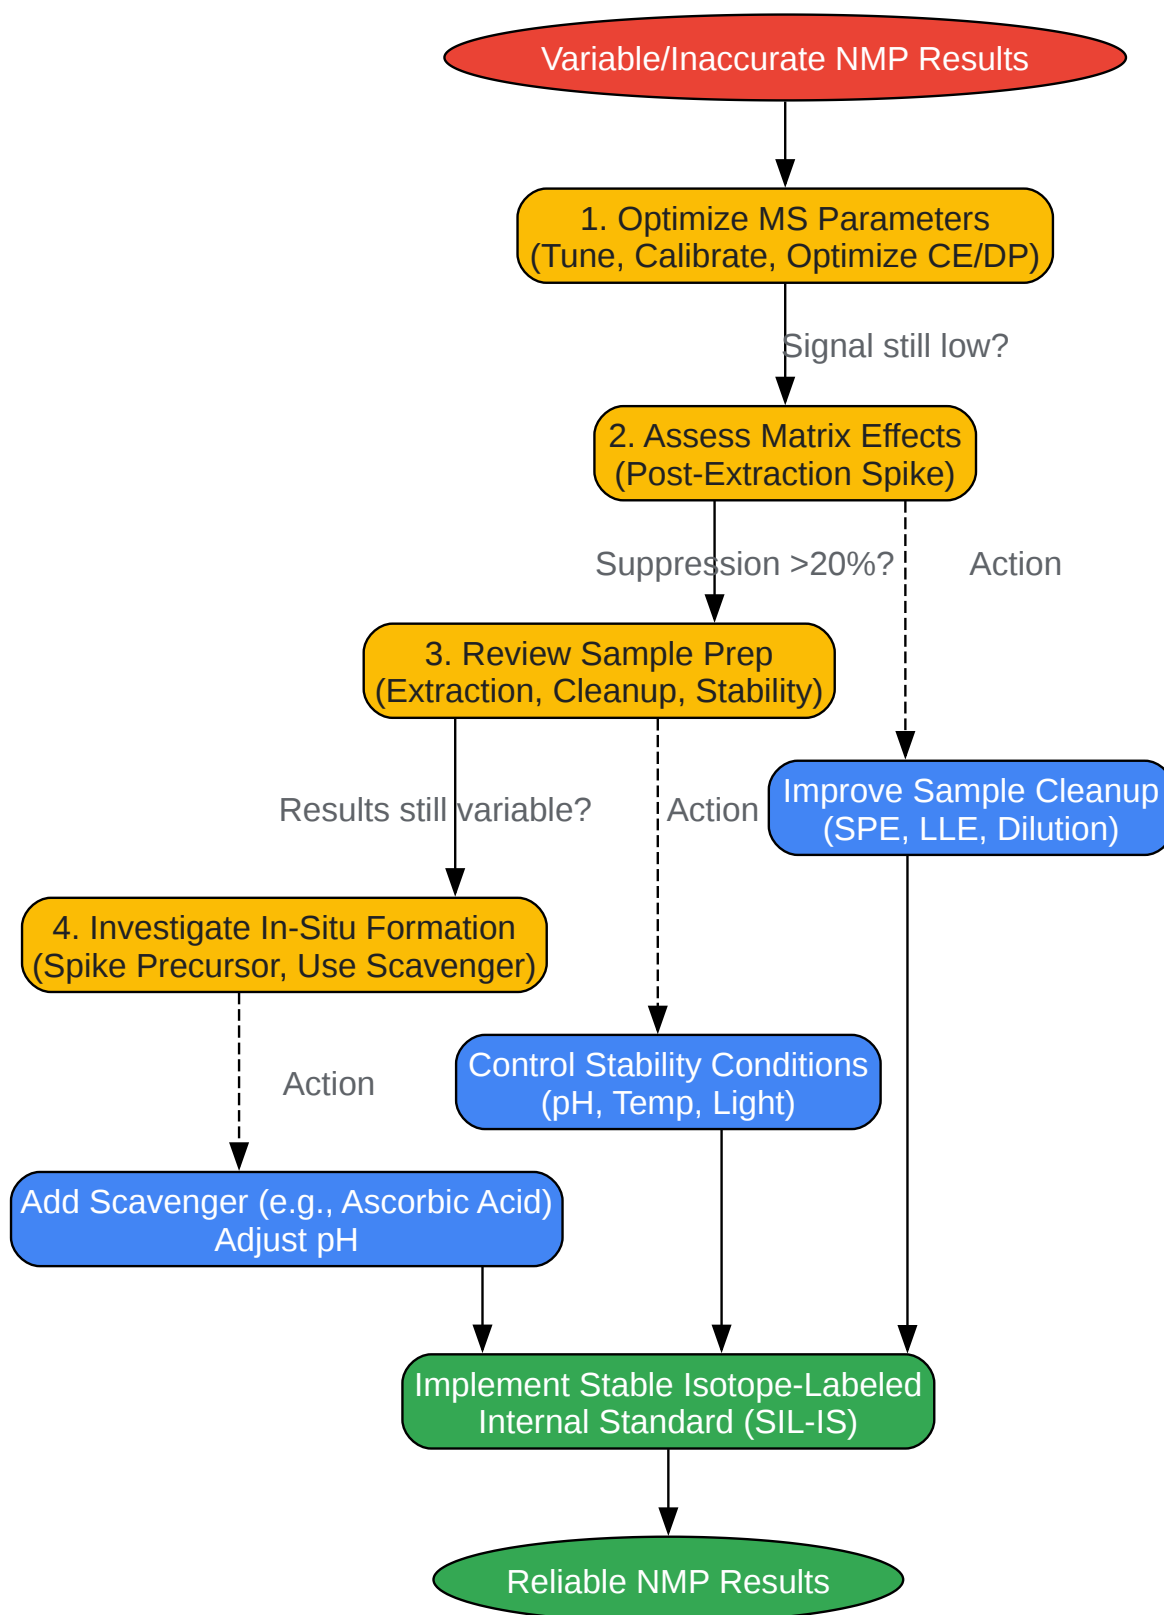 Variable/Inaccurate NMP Results
1. Optimize MS Parameters
(Tune, Calibrate, Optimize CE/DP)
Signal still low?
2. Assess Matrix Effects
(Post-Extraction Spike)
Suppression >20%?
Action
3. Review Sample Prep
(Extraction, Cleanup, Stability)
Results still variable?
Action
Improve Sample Cleanup
(SPE, LLE, Dilution)
4. Investigate In-Situ Formation
(Spike Precursor, Use Scavenger)
Action
Control Stability Conditions
(pH, Temp, Light)
Add Scavenger (e.g., Ascorbic Acid)
Adjust pH
Implement Stable Isotope-Labeled
Internal Standard (SIL-IS)
Reliable NMP Results